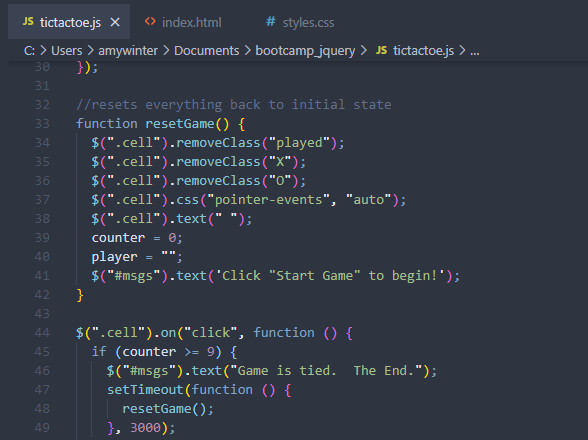 JS tictactoe.js × <> index.html # styles.css
C: > Users > amywinter > Documents > bootcamp_jquery > JS tictactoe.js > ...
30 });
31
32 //resets everything back to initial state
33 function resetGame() {
34   $(".cell").removeClass("played");
35   $(".cell").removeClass("X");
36   $(".cell").removeClass("O");
37   $(".cell").css("pointer-events", "auto");
38   $(".cell").text(" ");
39   counter = 0;
40   player = "";
41   $("#msgs").text('Click "Start Game" to begin!');
42 }
43
44 $(".cell").on("click", function () {
45   if (counter >= 9) {
46     $("#msgs").text("Game is tied.  The End.");
47     setTimeout(function () {
48       resetGame();
49     }, 3000);